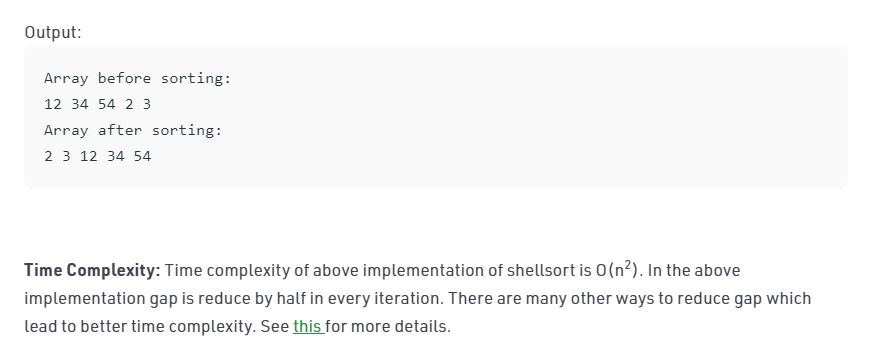 Output:
Array before sorting:
12 34 54 2 3
Array after sorting:
2 3 12 34 54
Time Complexity: Time complexity of above implementation of shellsort is O(n²). In the above
implementation gap is reduce by half in every iteration. There are many other ways to reduce gap which
lead to better time complexity. See this for more details.